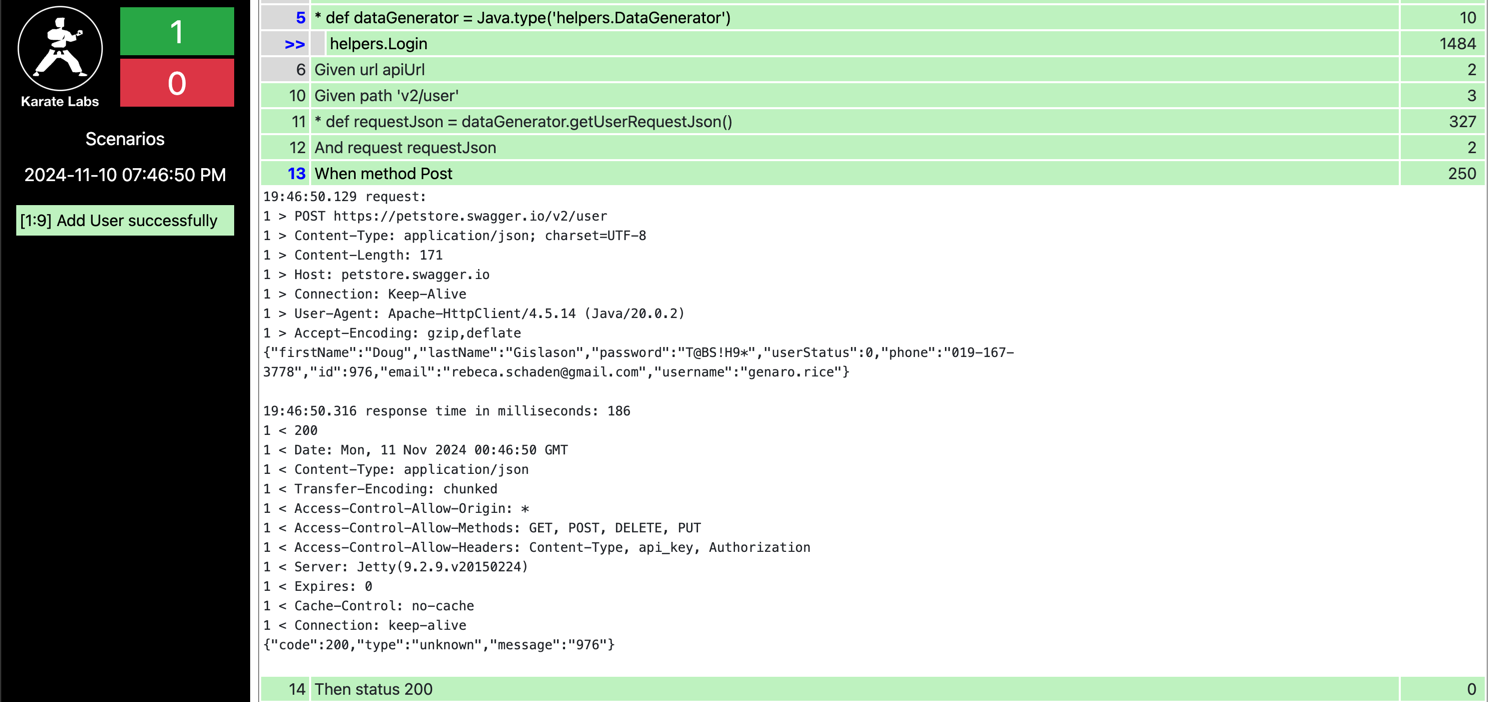 1
0
Karate Labs
Scenarios
2024-11-10 07:46:50 PM
[1:9] Add User successfully
5 * def dataGenerator = Java.type('helpers.DataGenerator') 10
>> helpers.Login 1484
6 Given url apiUrl 2
10 Given path 'v2/user' 3
11 * def requestJson = dataGenerator.getUserRequestJson() 327
12 And request requestJson 2
13 When method Post 250
19:46:50.129 request:
1 > POST https://petstore.swagger.io/v2/user
1 > Content-Type: application/json; charset=UTF-8
1 > Content-Length: 171
1 > Host: petstore.swagger.io
1 > Connection: Keep-Alive
1 > User-Agent: Apache-HttpClient/4.5.14 (Java/20.0.2)
1 > Accept-Encoding: gzip,deflate
{"firstName":"Doug","lastName":"Gislason","password":"T@BS!H9*","userStatus":0,"phone":"019-167-
3778","id":976,"email":"rebeca.schaden@gmail.com","username":"genaro.rice"}
19:46:50.316 response time in milliseconds: 186
1 < 200
1 < Date: Mon, 11 Nov 2024 00:46:50 GMT
1 < Content-Type: application/json
1 < Transfer-Encoding: chunked
1 < Access-Control-Allow-Origin: *
1 < Access-Control-Allow-Methods: GET, POST, DELETE, PUT
1 < Access-Control-Allow-Headers: Content-Type, api_key, Authorization
1 < Server: Jetty(9.2.9.v20150224)
1 < Expires: 0
1 < Cache-Control: no-cache
1 < Connection: keep-alive
{"code":200,"type":"unknown","message":"976"}
14 Then status 200 0